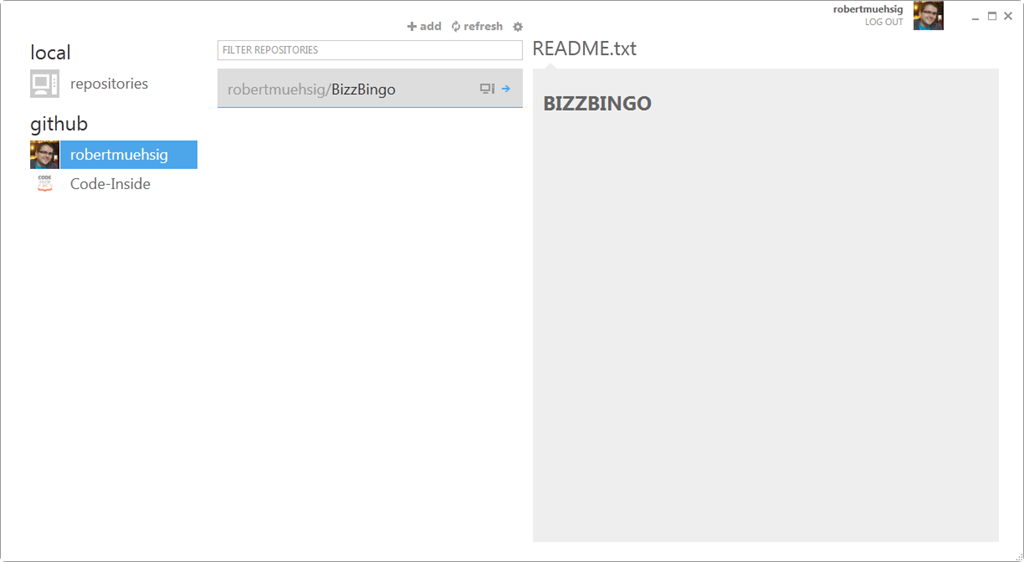 robertmuehsig
LOG OUT
add refresh
local
repositories
github
robertmuehsig
Code-Inside
FILTER REPOSITORIES
robertmuehsig/BizzBingo
README.txt
BIZZBINGO